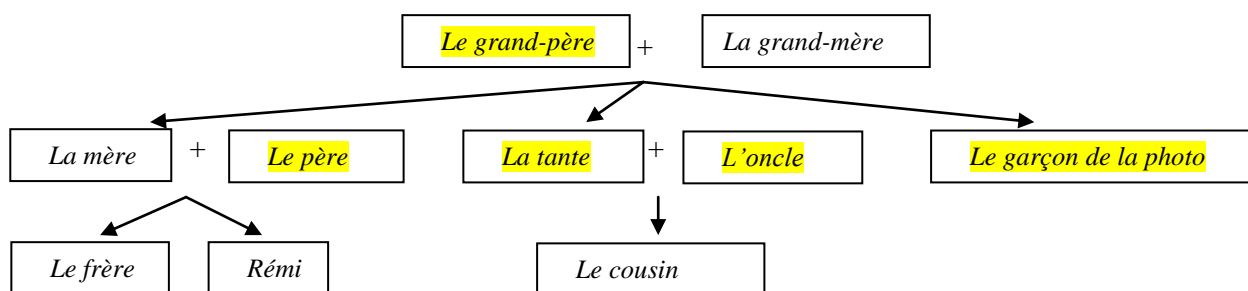 Le grand-père + La grand-mère
La mère + Le père La tante + L'oncle Le garçon de la photo
Le frère Rémi Le cousin